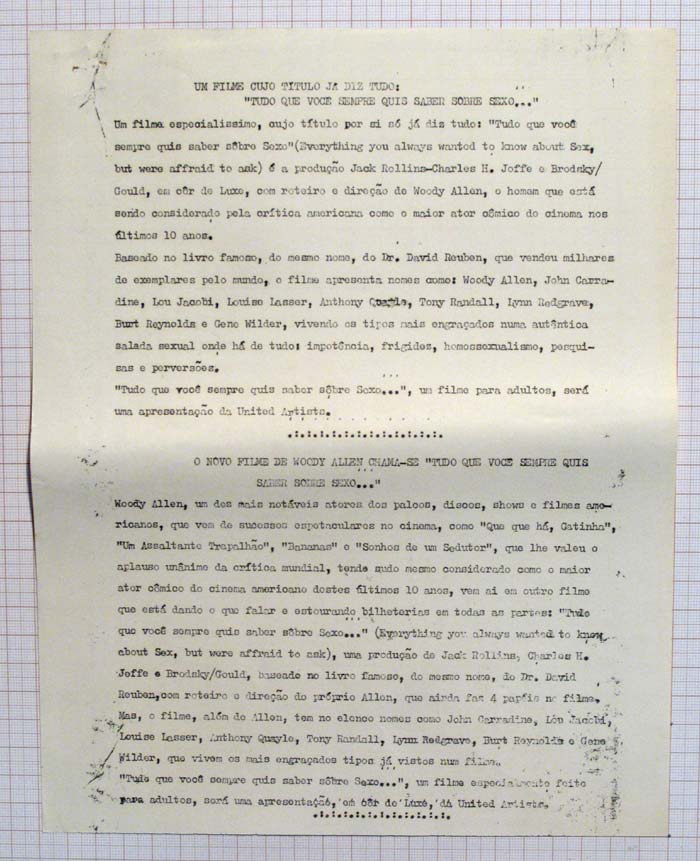 UM FILME CUJO TITULO JA DIZ TUDO:
"TUDO QUE VOCE SEMPRE QUIS SABER SOBRE SEXO..."
Um filme especialissimo, cujo título por si só já diz tudo: "Tudo que você
sempre quis saber sôbre Sexo"(Everything you always wanted to know about Sex,
but were affraid to ask) é a produção Jack Rollins-Charles H. Joffe e Brodsky/
Gould, em côr de Luxe, com roteiro e direção de Woody Allen, o homem que está
sendo considerado pela crítica americana como o maior ator cômico do cinema nos
últimos 10 anos.
Baseado no livro famoso, do mesmo nome, do Dr. David Reuben, que vendeu milhares
de exemplares pelo mundo, o filme apresenta nomes como: Woody Allen, John Carra-
dine, Lou Jacobi, Louise Lasser, Anthony Quayle, Tony Randall, Lynn Redgrave,
Burt Reynolds e Gene Wilder, vivendo os tipos mais engraçados numa autêntica
salada sexual onde há de tudo: impotência, frigidez, homossexualismo, pesqui-
sas e perversões.
"Tudo que você sempre quis saber sôbre Sexo...", um filme para adultos, será
uma apresentação da United Artists.
O NOVO FILME DE WOODY ALLEN CHAMA-SE "TUDO QUE VOCE SEMPRE QUIS
SABER SOBRE SEXO..."
Woody Allen, um dos mais notáveis atores dos palcos, discos, shows e filmes ame-
ricanos, que vem de sucessos espetaculares no cinema, como "Que que há, Gatinha",
"Um Assaltante Trapalhão", "Bananas" e "Sonhos de um Sedutor", que lhe valeu o
aplauso unânime da crítica mundial, tendo mesmo considerado como o maior
ator cômico do cinema americano destes últimos 10 anos, vem aí em outro filme
que está dando o que falar e estourando bilheterias em todas as partes: "Tudo
que você sempre quis saber sôbre Sexo..." (Everything you always wanted to know
about Sex, but were affraid to ask), uma produção de Jack Rollins, Charles H.
Joffe e Brodsky/Gould, baseado no livro famoso, do mesmo nome, do Dr. David
Reuben,com roteiro e direção do próprio Allen, que ainda faz 4 papéis no filme.
Mas, o filme, além de Allen, tem no elenco nomes como John Carradine, Lou Jacobi,
Louise Lasser, Anthony Quayle, Tony Randall, Lynn Redgrave, Burt Reynolds e Gene
Wilder, que vivem os mais engraçados tipos já vistos num filme.
"Tudo que você sempre quis saber sôbre Sexo...", um filme especialmente feito
para adultos, será uma apresentação, em côr de Luxe, da United Artists.